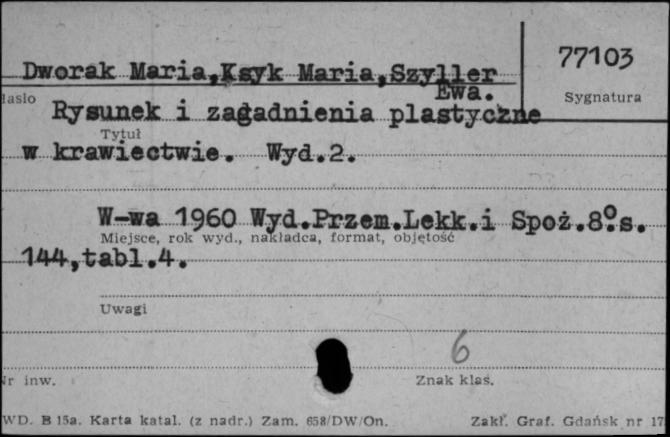 77103
Dworak Maria,Ksyk Maria,Szyller
Ewa.
Hasło Sygnatura
Rysunek i zagadnienia plastyczne
Tytuł
w krawiectwie. Wyd.2.
W-wa 1960 Wyd.Przem.Lekk.i Spoż.8°.s.
Miejsce, rok wyd., nakładca, format, objętość
144,tabl.4.
Uwagi
6
Nr inw. Znak klas.
WD. B 15a. Karta katal. (z nadr.) Zam. 658/DW/On. Zakł. Graf. Gdańsk nr 17